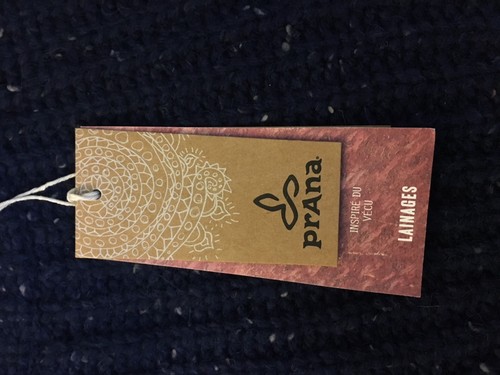 prAna
INSPIRÉ DU
VÉCU
LAINAGES